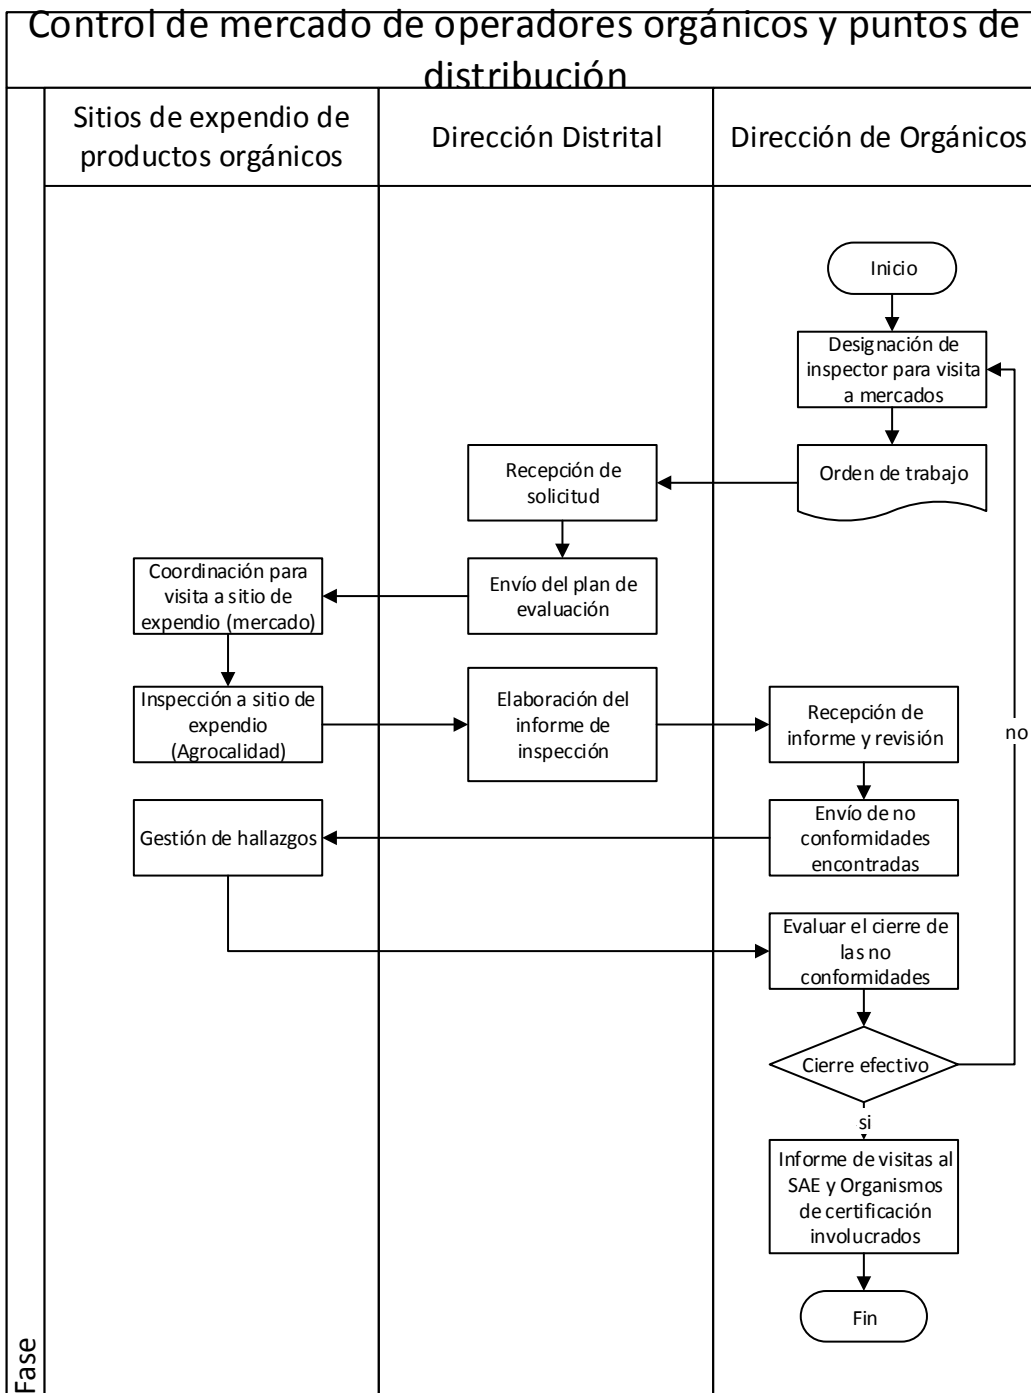 Control de mercado de operadores orgánicos y puntos de
distribución
Sitios de expendio de
productos orgánicos
Dirección Distrital
Dirección de Orgánicos
Inicio
Designación de
inspector para visita
a mercados
Orden de trabajo
Recepción de
solicitud
Envío del plan de
evaluación
Coordinación para
visita a sitio de
expendio (mercado)
Inspección a sitio de
expendio
(Agrocalidad)
Elaboración del
informe de
inspección
Recepción de
informe y revisión
no
Envío de no
conformidades
encontradas
Gestión de hallazgos
Evaluar el cierre de
las no
conformidades
Cierre efectivo
si
Informe de visitas al
SAE y Organismos
de certificación
involucrados
Fin
Fase